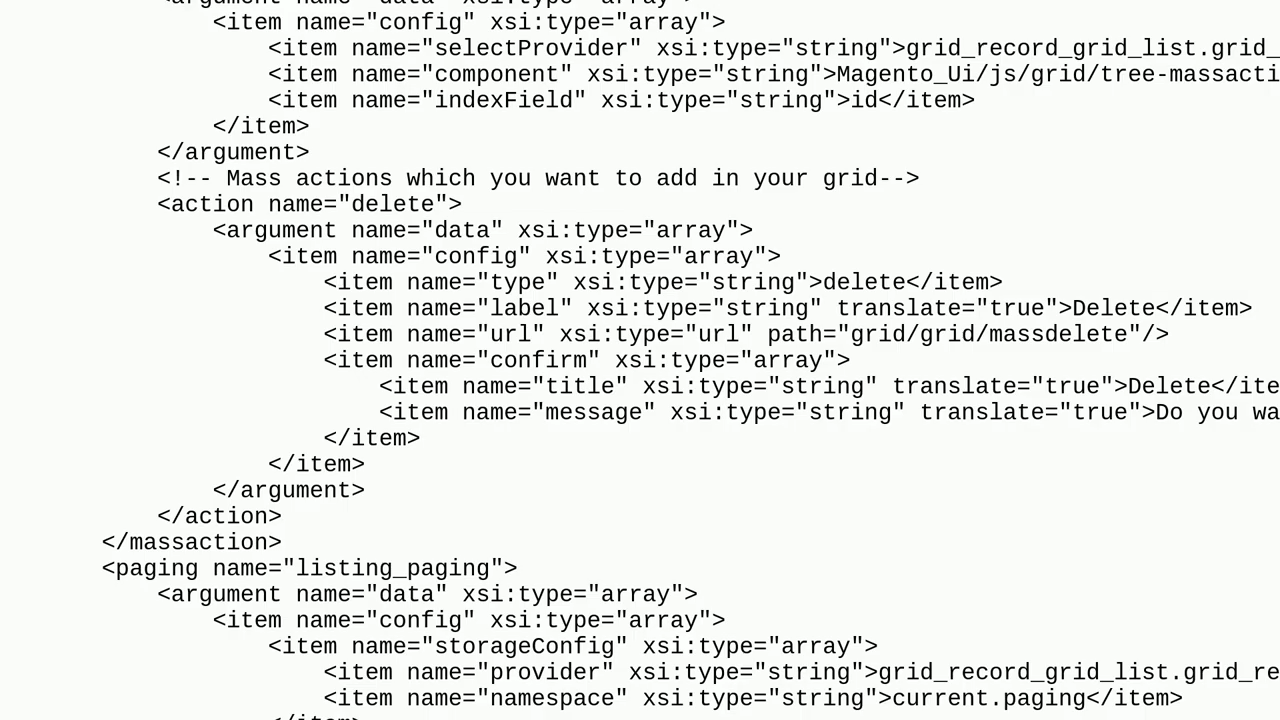 <argument name="data" xsi:type="array">
<item name="config" xsi:type="array">
<item name="selectProvider" xsi:type="string">grid_record_grid_list.grid_
<item name="component" xsi:type="string">Magento_Ui/js/grid/tree-massacti
<item name="indexField" xsi:type="string">id</item>
</item>
</argument>
<!-- Mass actions which you want to add in your grid-->
<action name="delete">
<argument name="data" xsi:type="array">
<item name="config" xsi:type="array">
<item name="type" xsi:type="string">delete</item>
<item name="label" xsi:type="string" translate="true">Delete</item>
<item name="url" xsi:type="url" path="grid/grid/massdelete"/>
<item name="confirm" xsi:type="array">
<item name="title" xsi:type="string" translate="true">Delete</ite
<item name="message" xsi:type="string" translate="true">Do you wa
</item>
</item>
</argument>
</action>
</massaction>
<paging name="listing_paging">
<argument name="data" xsi:type="array">
<item name="config" xsi:type="array">
<item name="storageConfig" xsi:type="array">
<item name="provider" xsi:type="string">grid_record_grid_list.grid_re
<item name="namespace" xsi:type="string">current.paging</item>
</item>